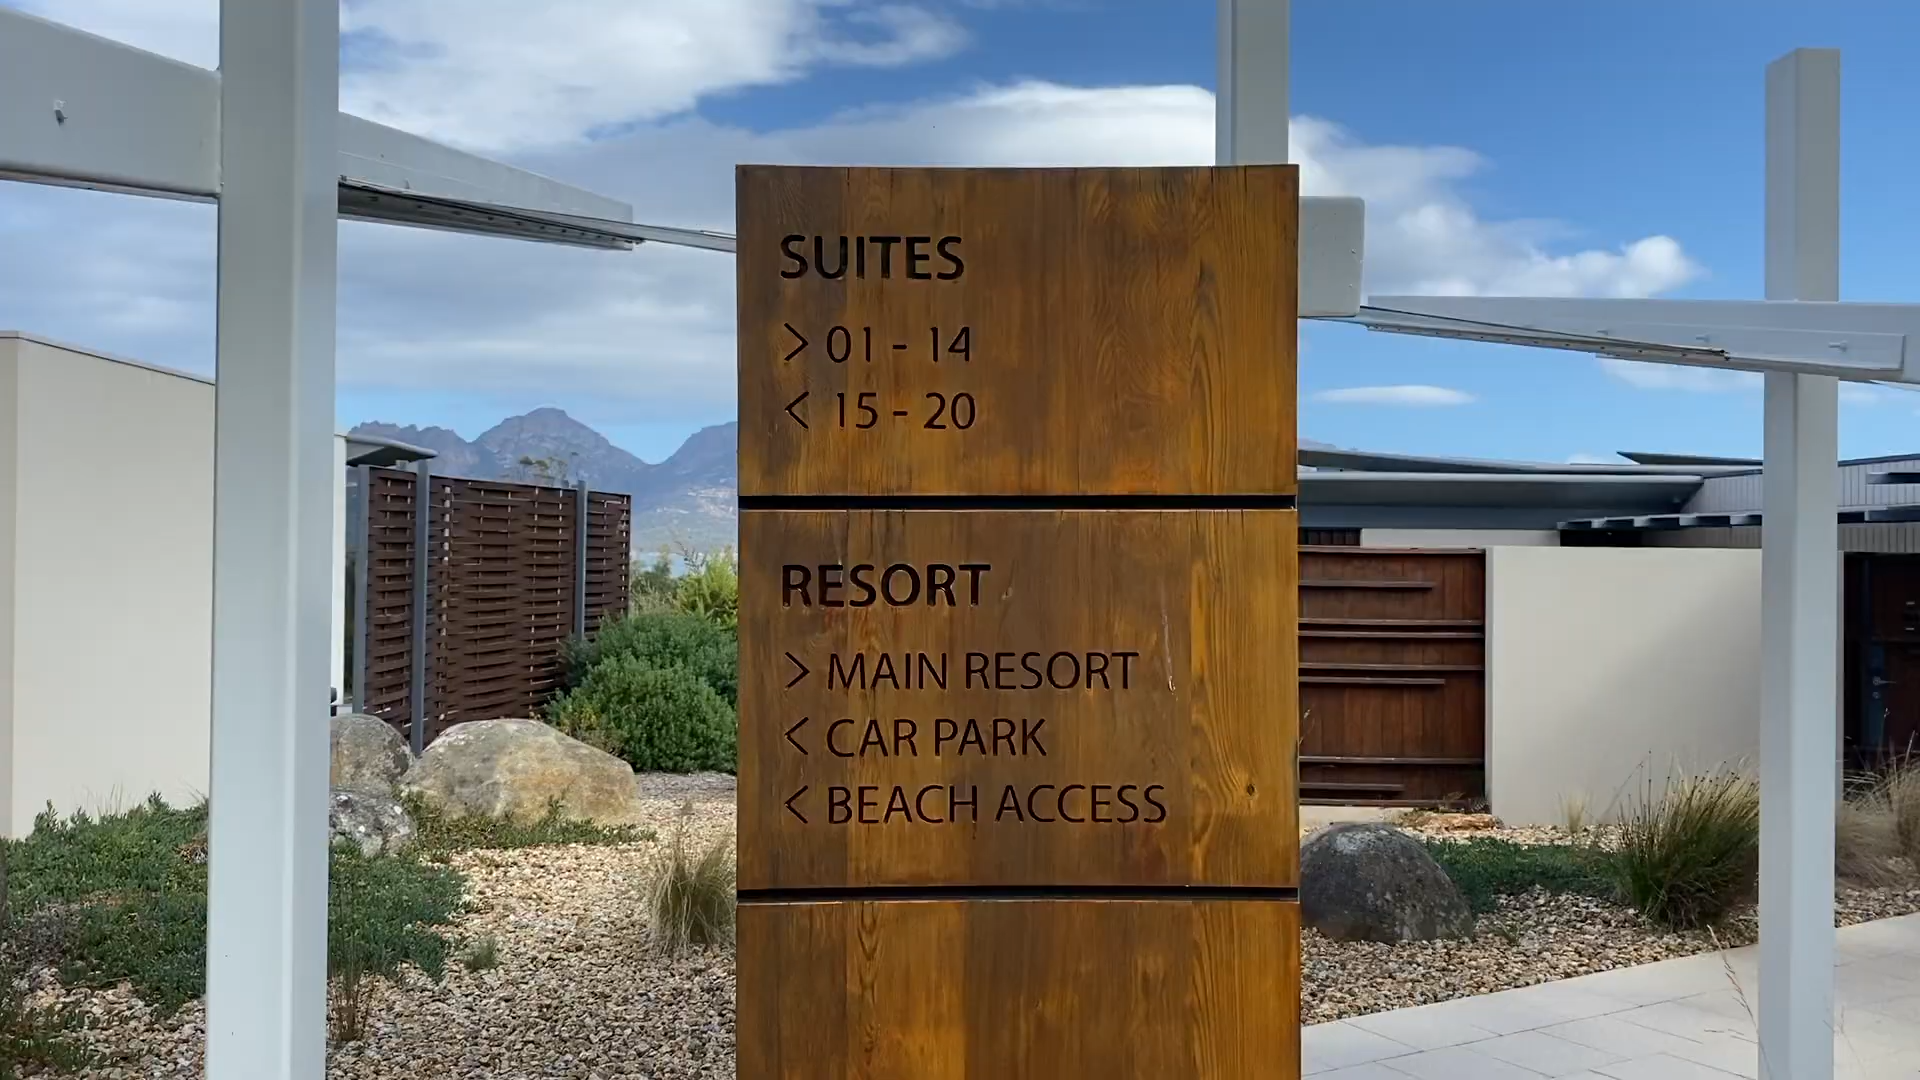 SUITES
> 01 - 14
< 15 - 20
RESORT
> MAIN RESORT
< CAR PARK
< BEACH ACCESS